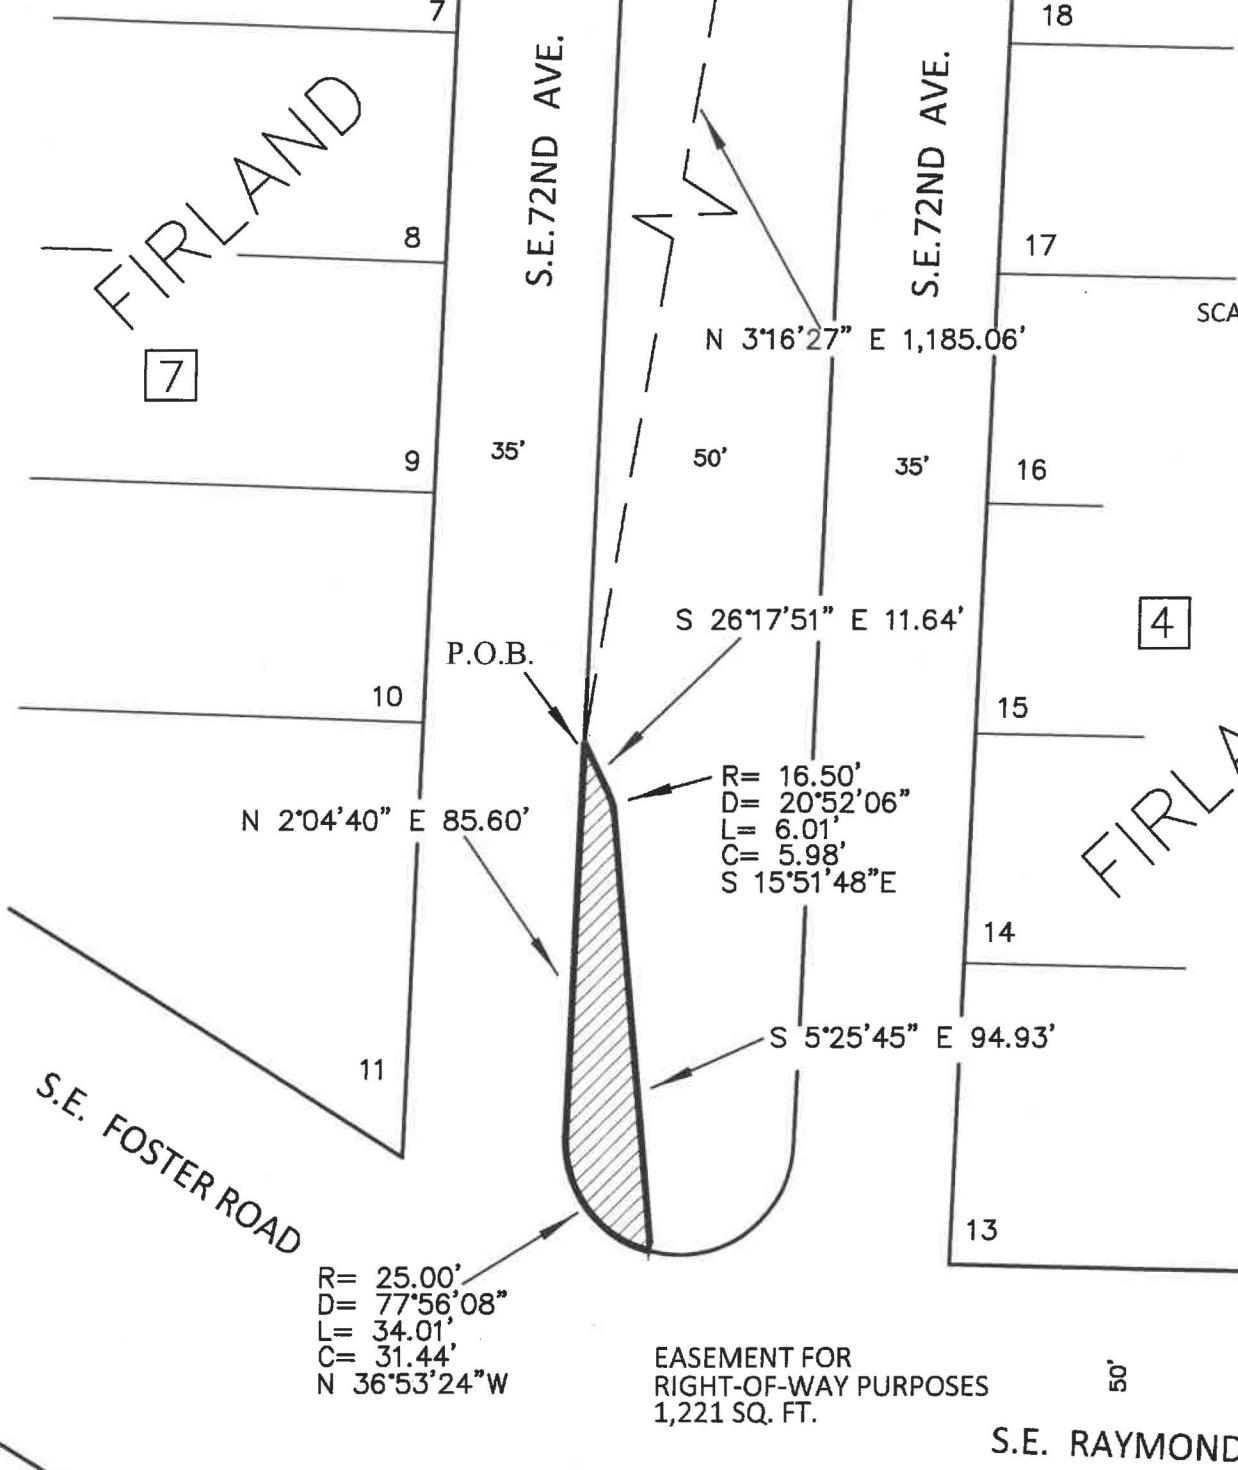 7
18
S.E.72ND AVE.
S.E.72ND AVE.
FIRLAND
8
17
SCA
N 3°16'27" E 1,185.06'
7
35'
50'
35'
9
16
S 26°17'51" E 11.64'
4
P.O.B.
10
15
FIRLA
R= 16.50'
D= 20°52'06"
L= 6.01'
C= 5.98'
S 15°51'48"E
N 2°04'40" E 85.60'
14
S 5°25'45" E 94.93'
11
S.E. FOSTER ROAD
13
R= 25.00'
D= 77°56'08"
L= 34.01'
C= 31.44'
N 36°53'24"W
EASEMENT FOR
RIGHT-OF-WAY PURPOSES
1,221 SQ. FT.
50'
S.E. RAYMOND